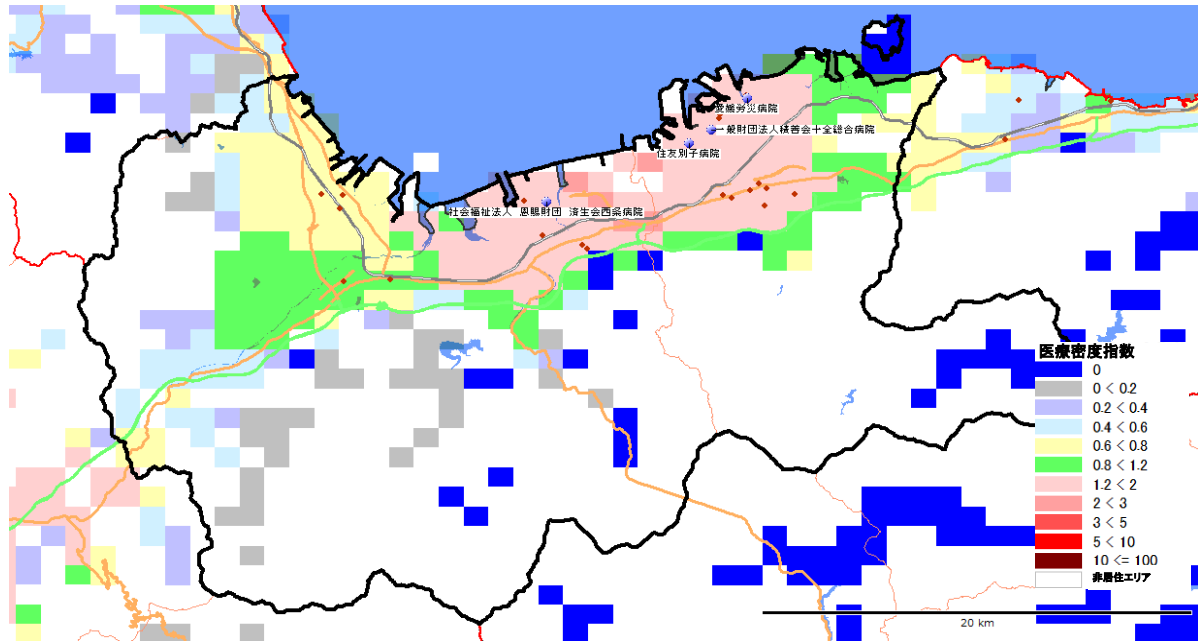 愛媛労災病院
一般財団法人積善会十全総合病院
住友別子病院
社会福祉法人 恩賜財団 済生会西条病院
医療密度指数
0
0 < 0.2
0.2 < 0.4
0.4 < 0.6
0.6 < 0.8
0.8 < 1.2
1.2 < 2
2 < 3
3 < 5
5 < 10
10 <= 100
非居住エリア
20 km